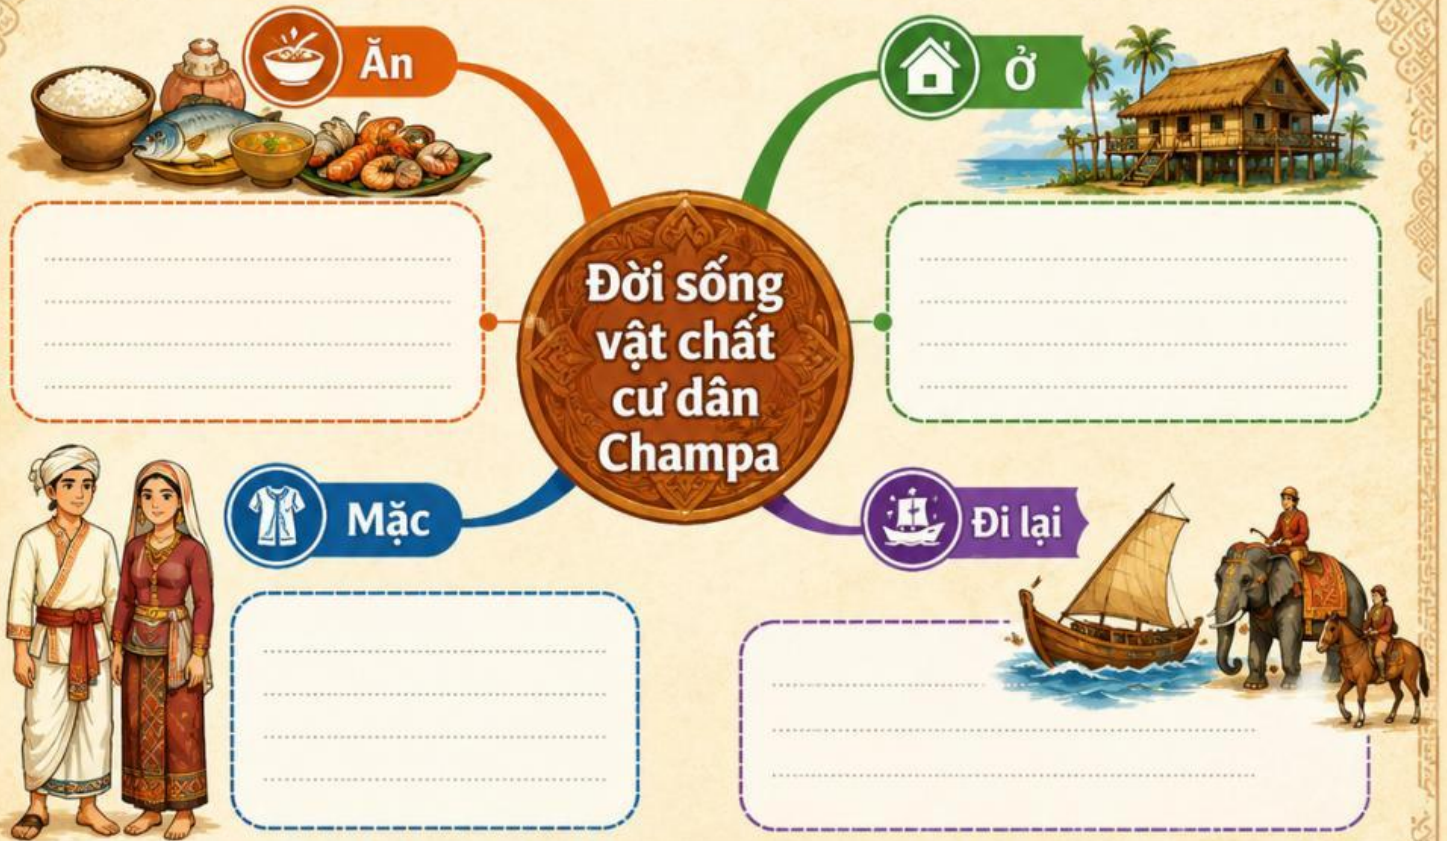 Ăn
Ở
Đời sống
vật chất
cư dân
Champa
Mặc
Đi lại